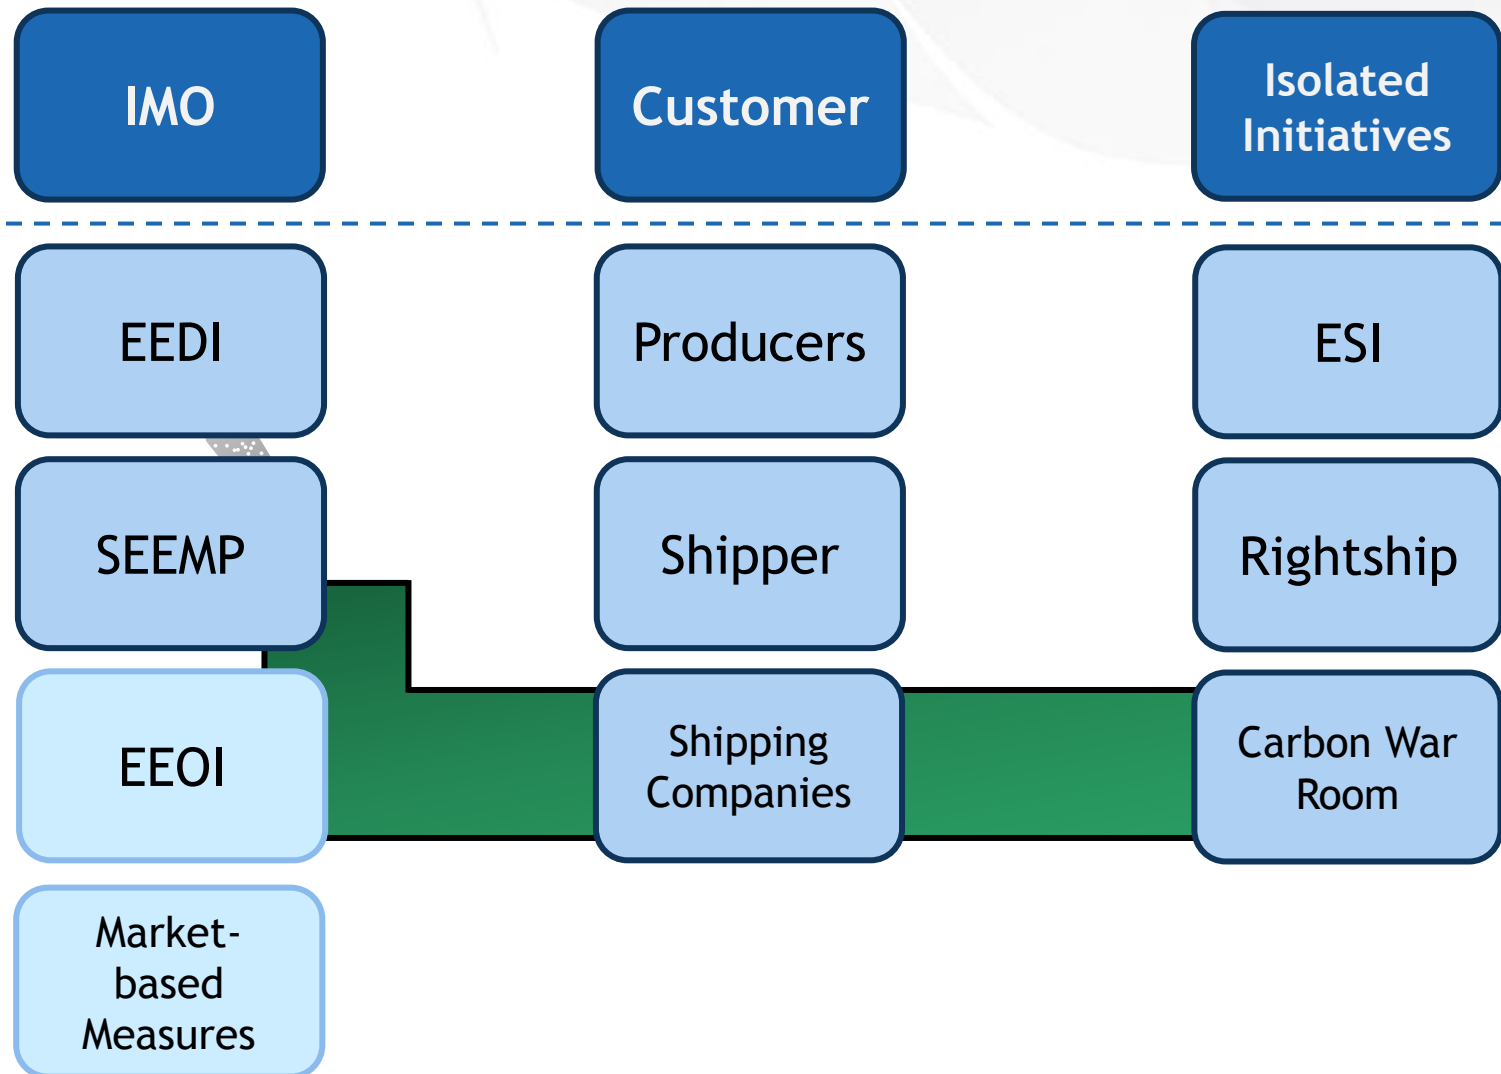 IMO
Customer
Isolated
Initiatives
EEDI
Producers
ESI
SEEMP
Shipper
Rightship
EEOI
Shipping
Companies
Carbon War
Room
Market-
based
Measures